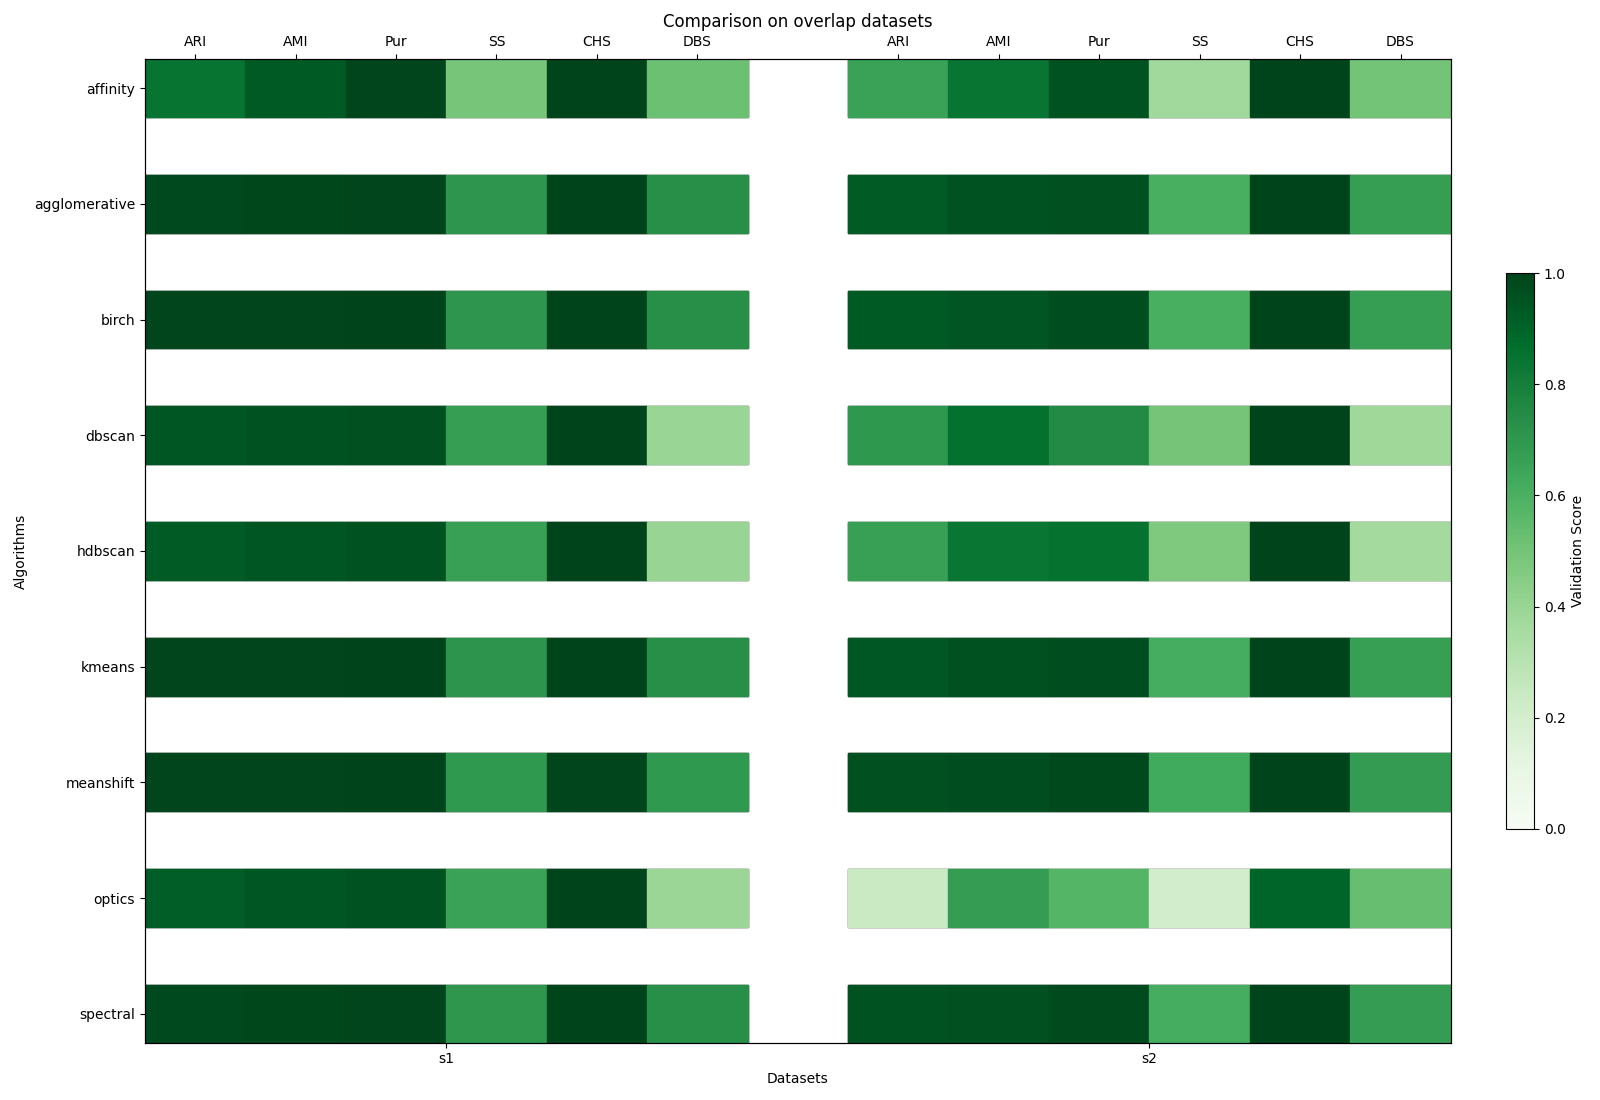 Comparison on overlap datasets
ARI AMI Pur SS CHS DBS ARI AMI Pur SS CHS DBS
affinity
agglomerative
birch
dbscan
hdbscan
kmeans
meanshift
optics
spectral
Algorithms
s1 s2
Datasets
1.0
0.8
0.6
0.4
0.2
0.0
Validation Score